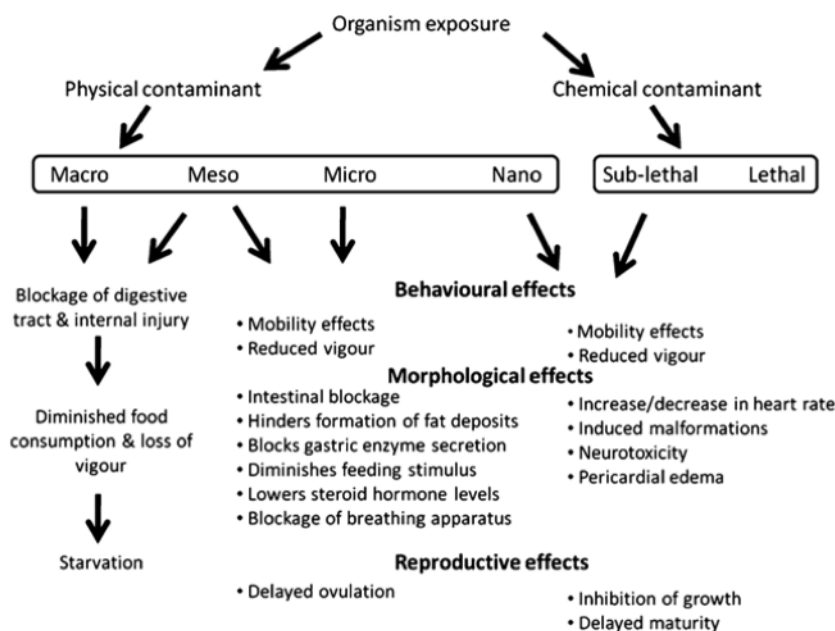 Organism exposure
Physical contaminant
Chemical contaminant
Macro Meso Micro Nano
Sub-lethal Lethal
Blockage of digestive
tract & internal injury
Diminished food
consumption & loss of
vigour
Starvation
Behavioural effects
• Mobility effects
• Reduced vigour
• Mobility effects
• Reduced vigour
Morphological effects
• Intestinal blockage
• Hinders formation of fat deposits
• Blocks gastric enzyme secretion
• Diminishes feeding stimulus
• Lowers steroid hormone levels
• Blockage of breathing apparatus
• Increase/decrease in heart rate
• Induced malformations
• Neurotoxicity
• Pericardial edema
Reproductive effects
• Delayed ovulation
• Inhibition of growth
• Delayed maturity